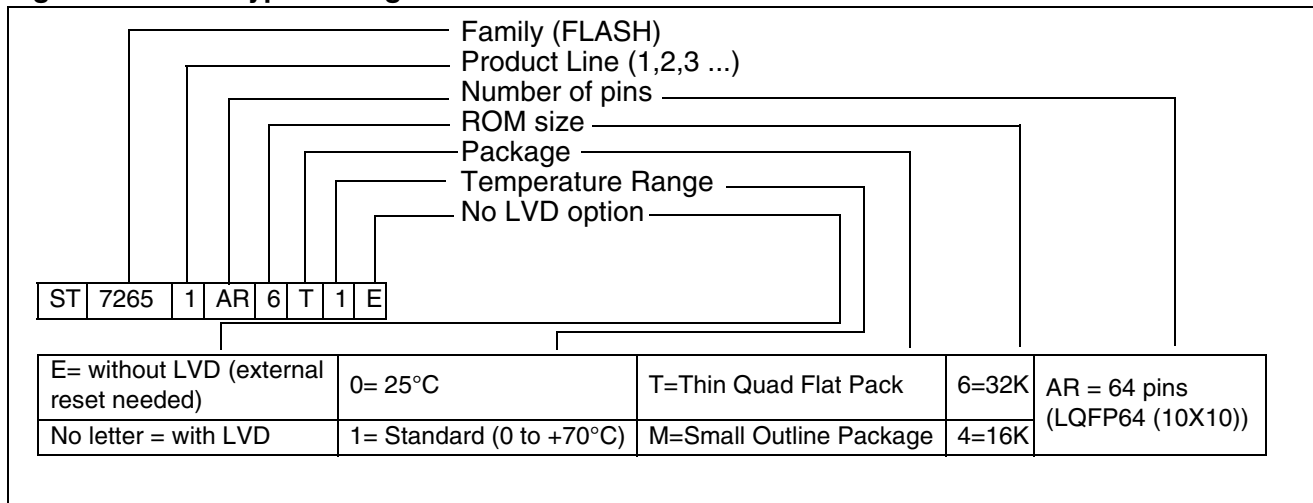 Family (FLASH)
Product Line (1,2,3 ...)
Number of pins
ROM size
Package
Temperature Range
No LVD option
ST 7265 1 AR 6 T 1 E
E= without LVD (external reset needed) 0= 25°C T=Thin Quad Flat Pack 6=32K AR = 64 pins (LQFP64 (10X10))
No letter = with LVD 1= Standard (0 to +70°C) M=Small Outline Package 4=16K